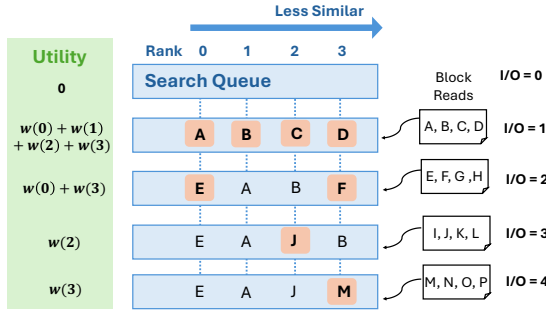 Less Similar
Rank 0 1 2 3
Utility
0
Search Queue
Block
Reads
I/O = 0
w(0) + w(1)
+ w(2) + w(3)
A B C D
A, B, C, D
I/O = 1
w(0) + w(3)
E A B F
E, F, G ,H
I/O = 2
w(2)
E A J B
I, J, K, L
I/O = 3
w(3)
E A J M
M, N, O, P
I/O = 4